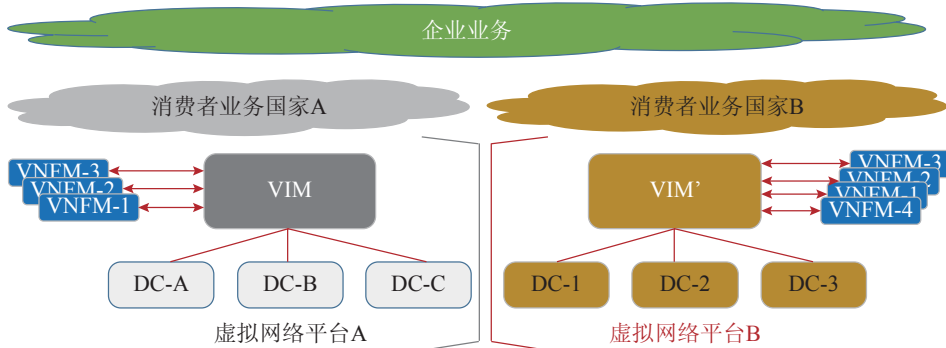 企业业务
消费者业务国家A
消费者业务国家B
VNFM-3
VNFM-2
VNFM-1
VIM
VIM’
VNFM-3
VNFM-2
VNFM-1
VNFM-4
DC-A
DC-B
DC-C
DC-1
DC-2
DC-3
虚拟网络平台A
虚拟网络平台B